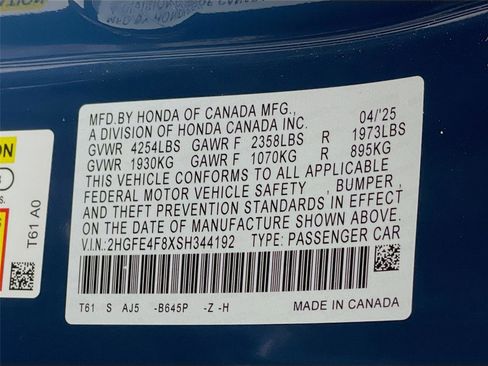 MFD.BY HONDA OF CANADA MFG., 04/'25
A DIVISION OF HONDA CANADA INC.
GVWR 4254LBS GAWR F 2358LBS R 1973LBS
GVWR 1930KG GAWR F 1070KG R 895KG
THIS VEHICLE CONFORMS TO ALL APPLICABLE
FEDERAL MOTOR VEHICLE SAFETY , BUMPER ,
AND THEFT PREVENTION STANDARDS IN EFFECT
ON THE DATE OF MANUFACTURE SHOWN ABOVE.
V.I.N.:2HGFE4F8XSH344192 TYPE: PASSENGER CAR
T61 S AJ5 -B645P -Z -H MADE IN CANADA
T61 A0